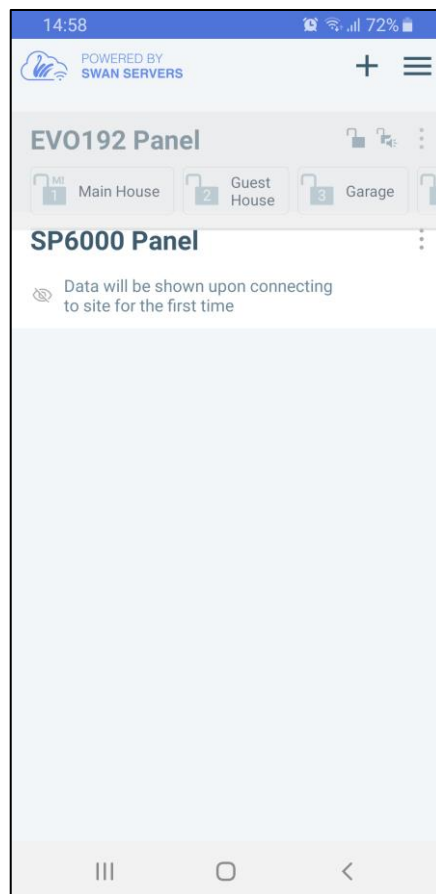 14:58
72%
POWERED BY
SWAN SERVERS
EVO192 Panel
MI
1
Main House
2
Guest
House
3
Garage
SP6000 Panel
Data will be shown upon connecting
to site for the first time